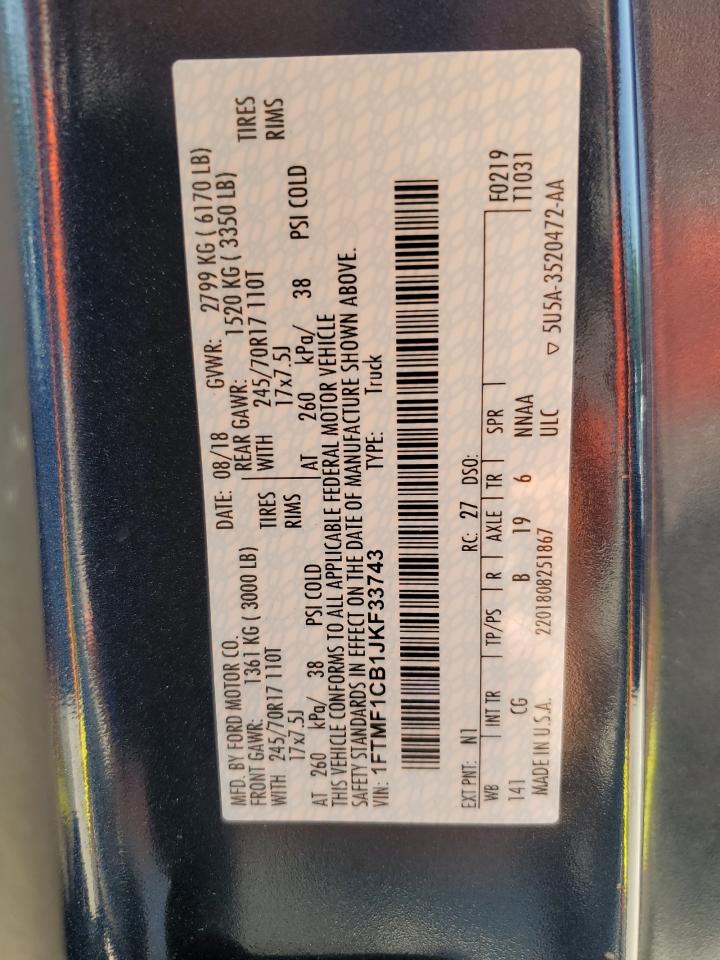 MFD. BY FORD MOTOR CO. DATE: 08/18 GVWR: 2799 KG ( 6170 LB)
FRONT GAWR: 1361 KG ( 3000 LB) REAR GAWR: 1520 KG ( 3350 LB)
WITH 245/70R17 110T TIRES WITH 245/70R17 110T TIRES
17x7.5J RIMS 17x7.5J RIMS
AT 260 kPa/ 38 PSI COLD AT 260 kPa/ 38 PSI COLD
THIS VEHICLE CONFORMS TO ALL APPLICABLE FEDERAL MOTOR VEHICLE
SAFETY STANDARDS IN EFFECT ON THE DATE OF MANUFACTURE SHOWN ABOVE.
VIN: 1FTMF1CB1JKF33743 TYPE: Truck
EXT PNT: N1 RC: 27 DSO: F0219
WB INT TR TP/PS R AXLE TR SPR T1031
141 CG B 19 6 NNAA
MADE IN U.S.A. 2201808251867 ULC ▽ 5U5A-3520472-AA